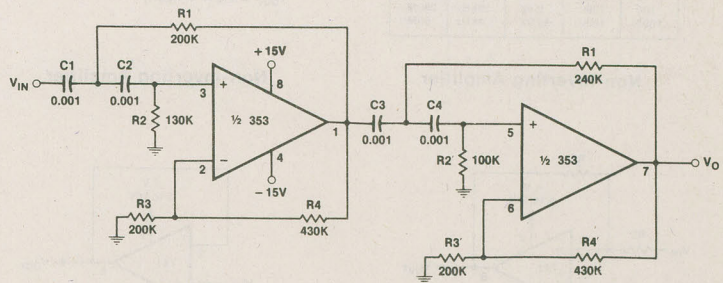 R1
200K
+ 15V
C1
C2
VIN
0.001
0.001
3
+
8
R2
130K
½ 353
1
2
−
4
− 15V
R3
200K
R4
430K
R1
240K
C3
C4
0.001
0.001
5
+
R2'
100K
½ 353
7
VO
6
−
R3'
200K
R4'
430K